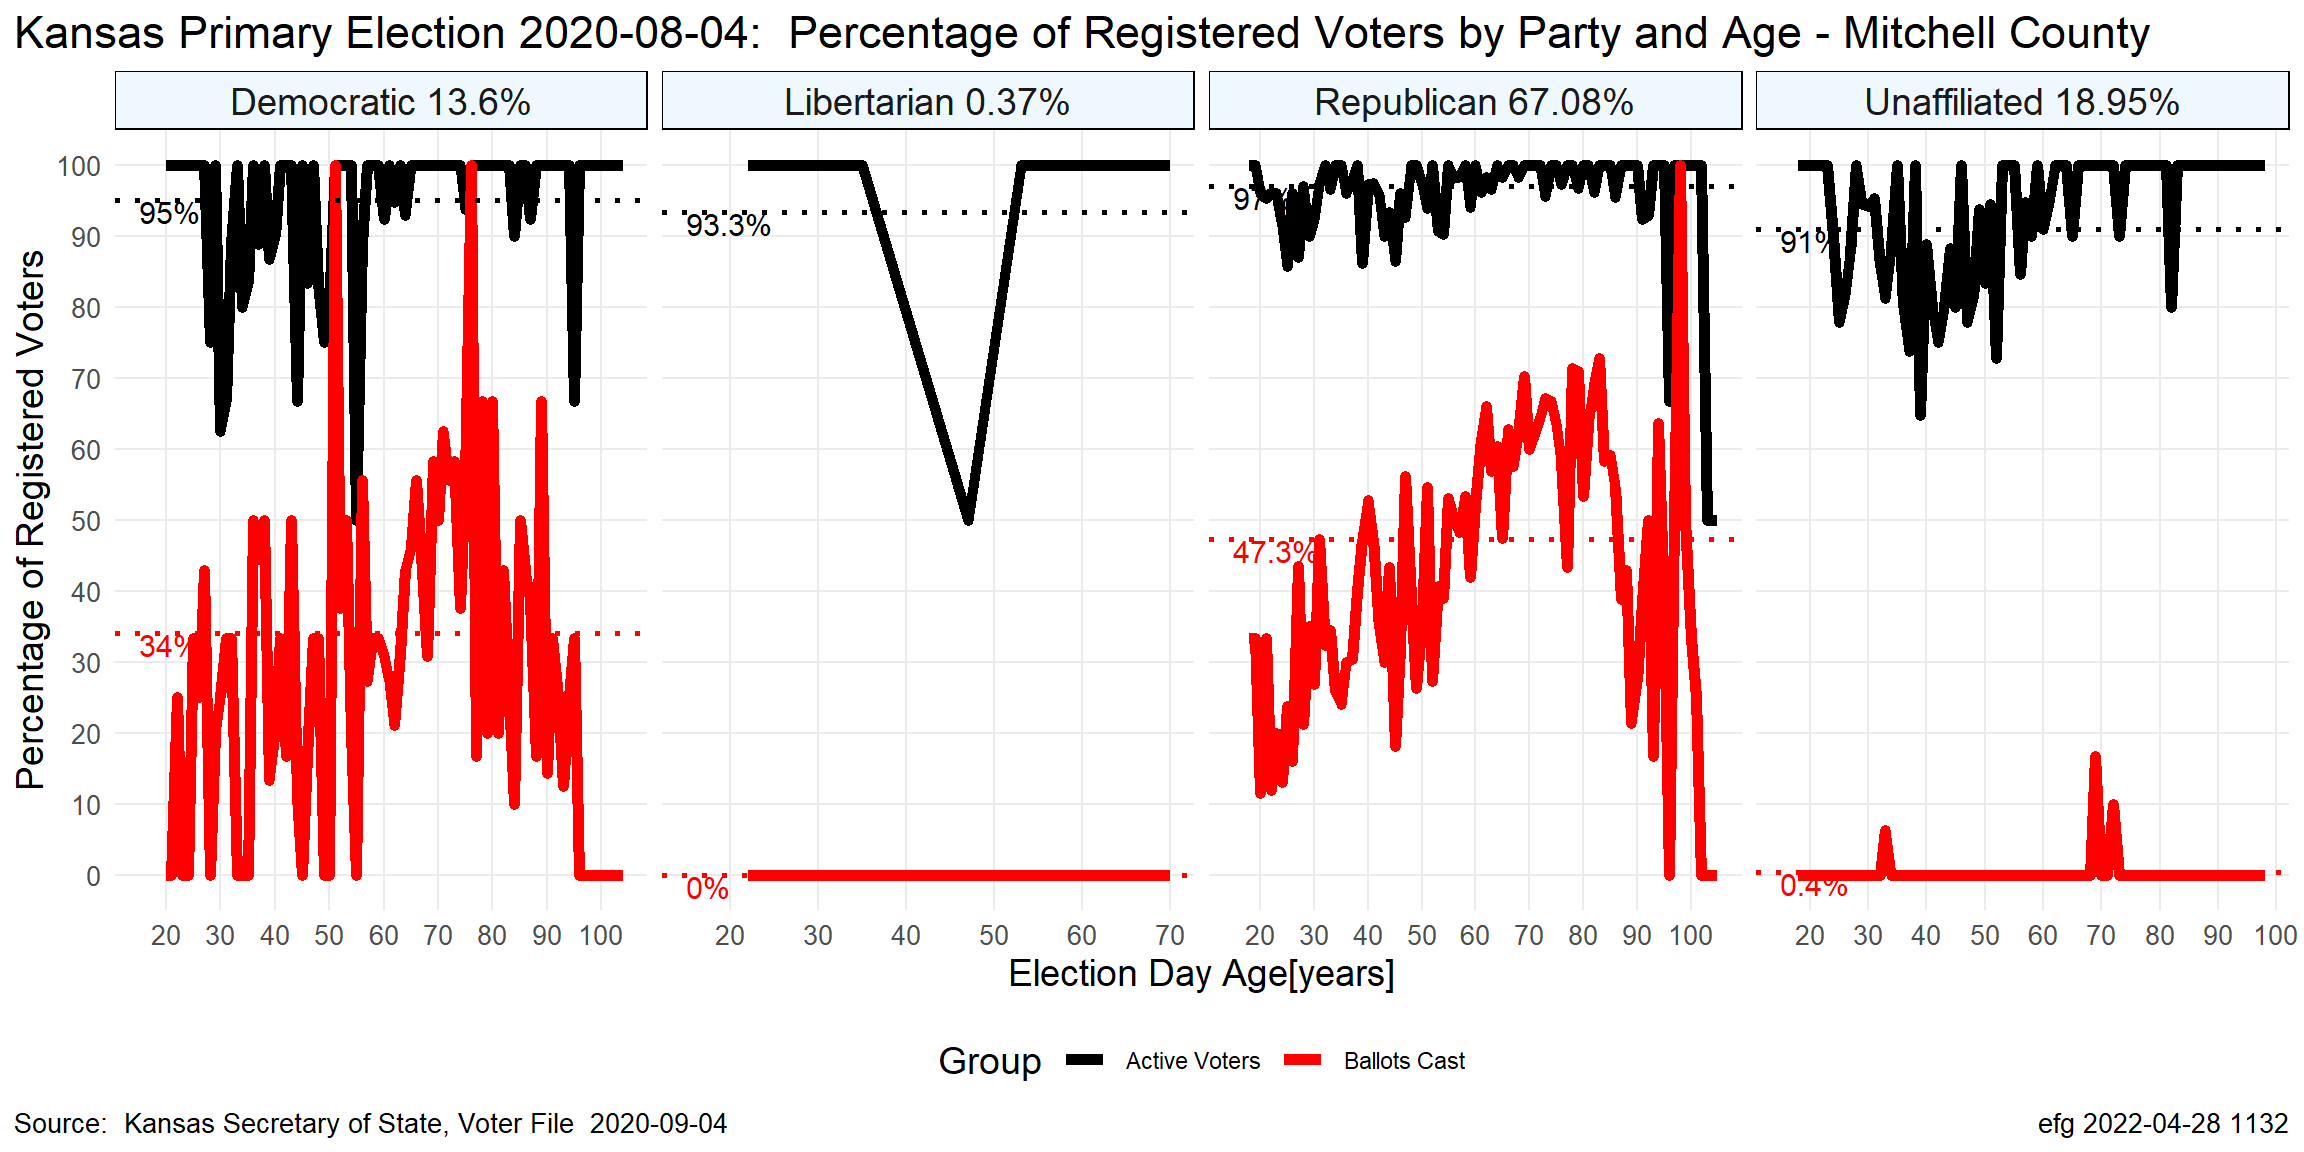 Kansas Primary Election 2020-08-04:  Percentage of Registered Voters by Party and Age - Mitchell County
Democratic 13.6%
Libertarian 0.37%
Republican 67.08%
Unaffiliated 18.95%
Percentage of Registered Voters
100
90
80
70
60
50
40
30
20
10
0
95%
34%
93.3%
0%
97%
47.3%
91%
0.4%
20 30 40 50 60 70 80 90 100
20 30 40 50 60 70
20 30 40 50 60 70 80 90 100
20 30 40 50 60 70 80 90 100
Election Day Age[years]
Group Active Voters Ballots Cast
Source:  Kansas Secretary of State, Voter File  2020-09-04
efg 2022-04-28 1132